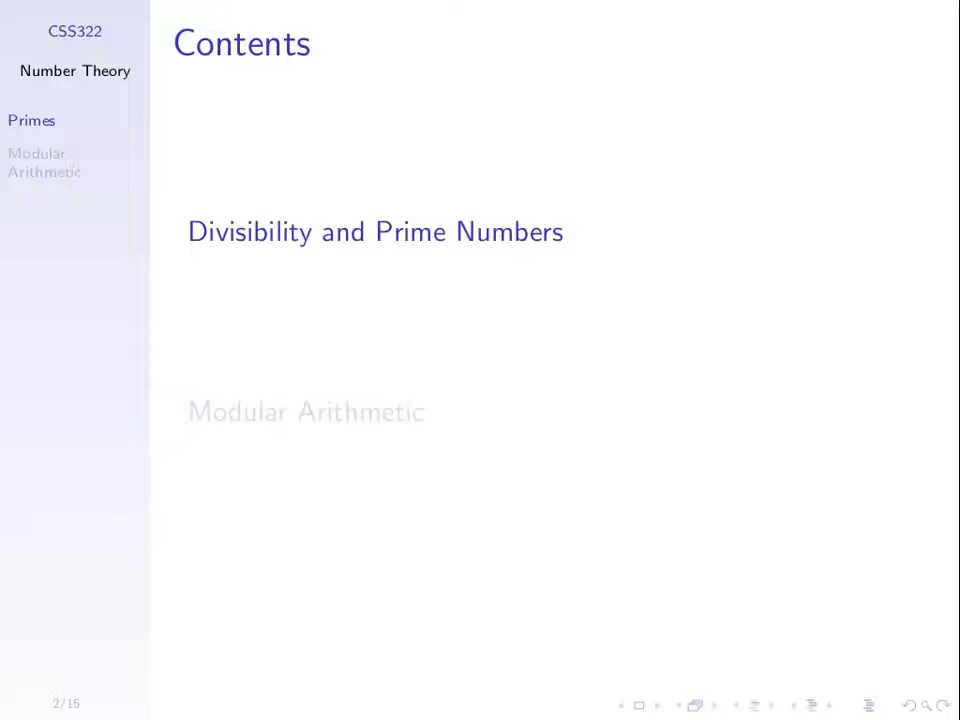 CSS322
Number Theory
Primes
Modular
Arithmetic
Contents
Divisibility and Prime Numbers
Modular Arithmetic
2/15